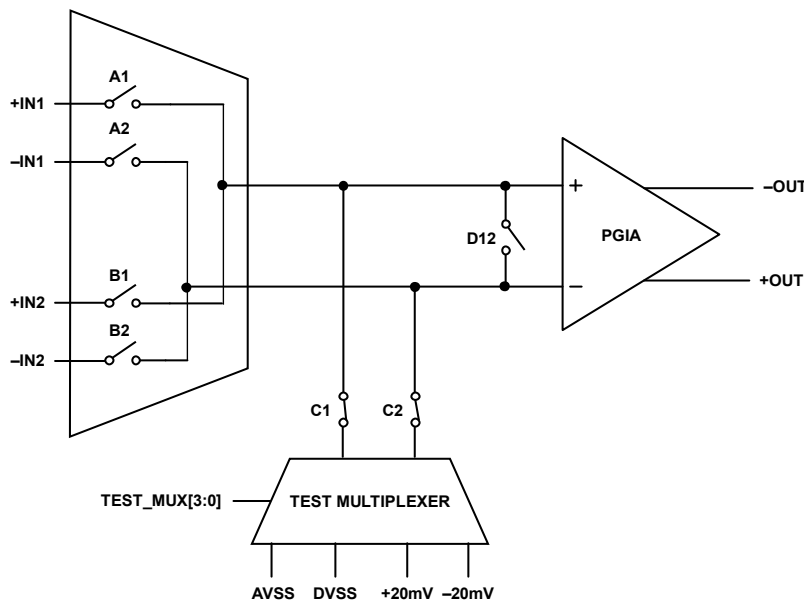 A1
+IN1
A2
–IN1
+
–OUT
D12
PGIA
B1
–
+OUT
+IN2
B2
–IN2
C1
C2
TEST_MUX[3:0]
TEST MULTIPLEXER
AVSS
DVSS
+20mV
–20mV